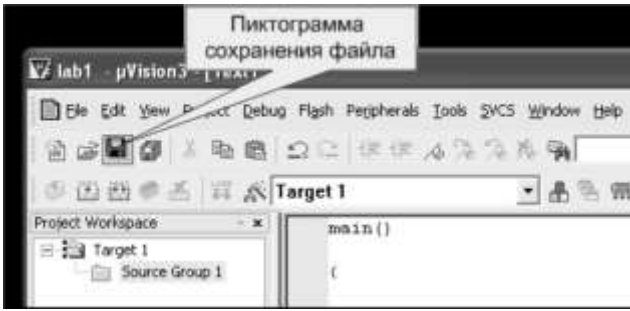 Пиктограмма
сохранения файла
lab1 - µVision3 - [Text1
File Edit View Project Debug Flash Peripherals Tools SVCS Window Help
Target 1
Project Workspace
main()
Target 1
Source Group 1
{